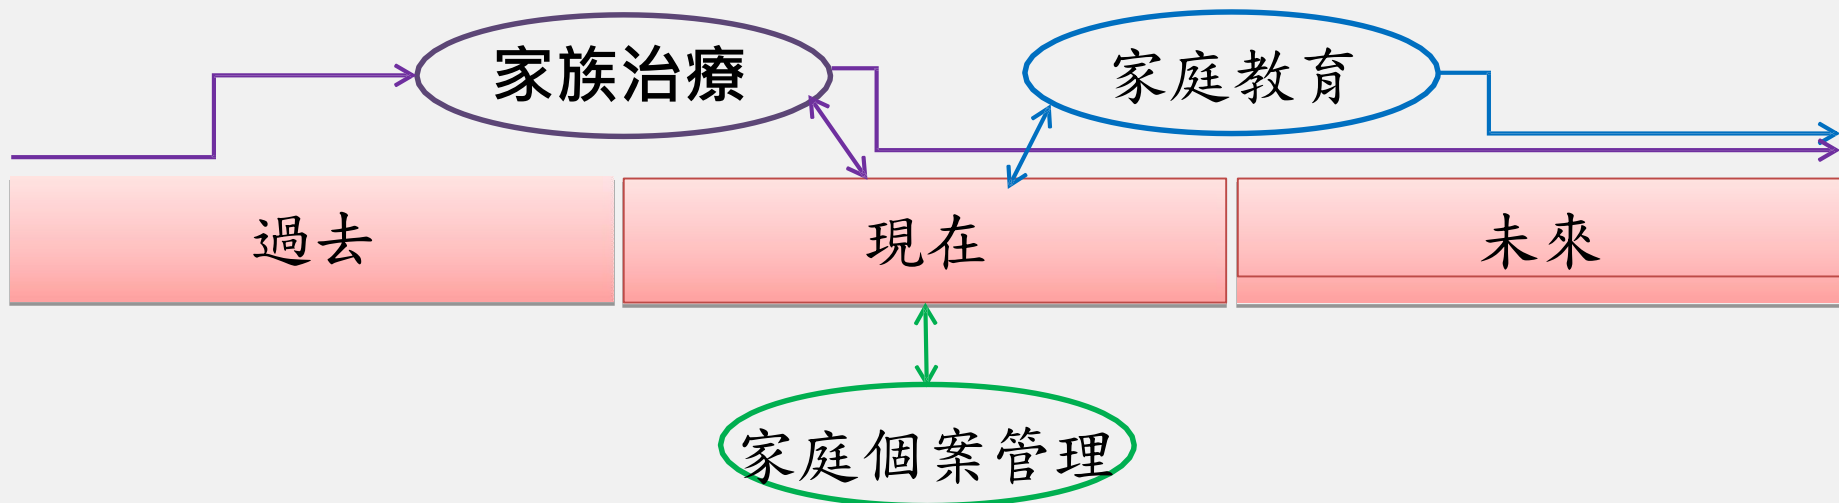 家族治療
家庭教育
過去
現在
未來
家庭個案管理